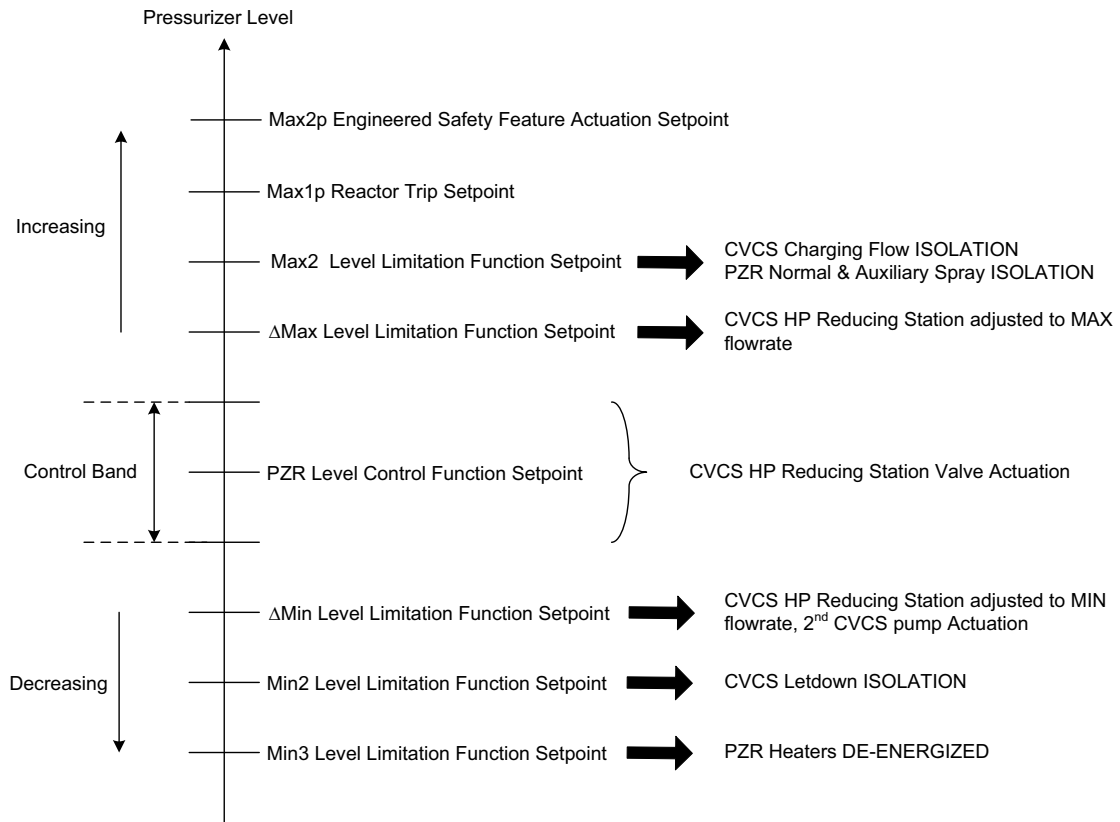 Pressurizer Level
Max2p Engineered Safety Feature Actuation Setpoint
Max1p Reactor Trip Setpoint
Increasing
Max2 Level Limitation Function Setpoint
CVCS Charging Flow ISOLATION
PZR Normal & Auxiliary Spray ISOLATION
ΔMax Level Limitation Function Setpoint
CVCS HP Reducing Station adjusted to MAX
flowrate
Control Band
PZR Level Control Function Setpoint
CVCS HP Reducing Station Valve Actuation
ΔMin Level Limitation Function Setpoint
CVCS HP Reducing Station adjusted to MIN
flowrate, 2nd CVCS pump Actuation
Decreasing
Min2 Level Limitation Function Setpoint
CVCS Letdown ISOLATION
Min3 Level Limitation Function Setpoint
PZR Heaters DE-ENERGIZED